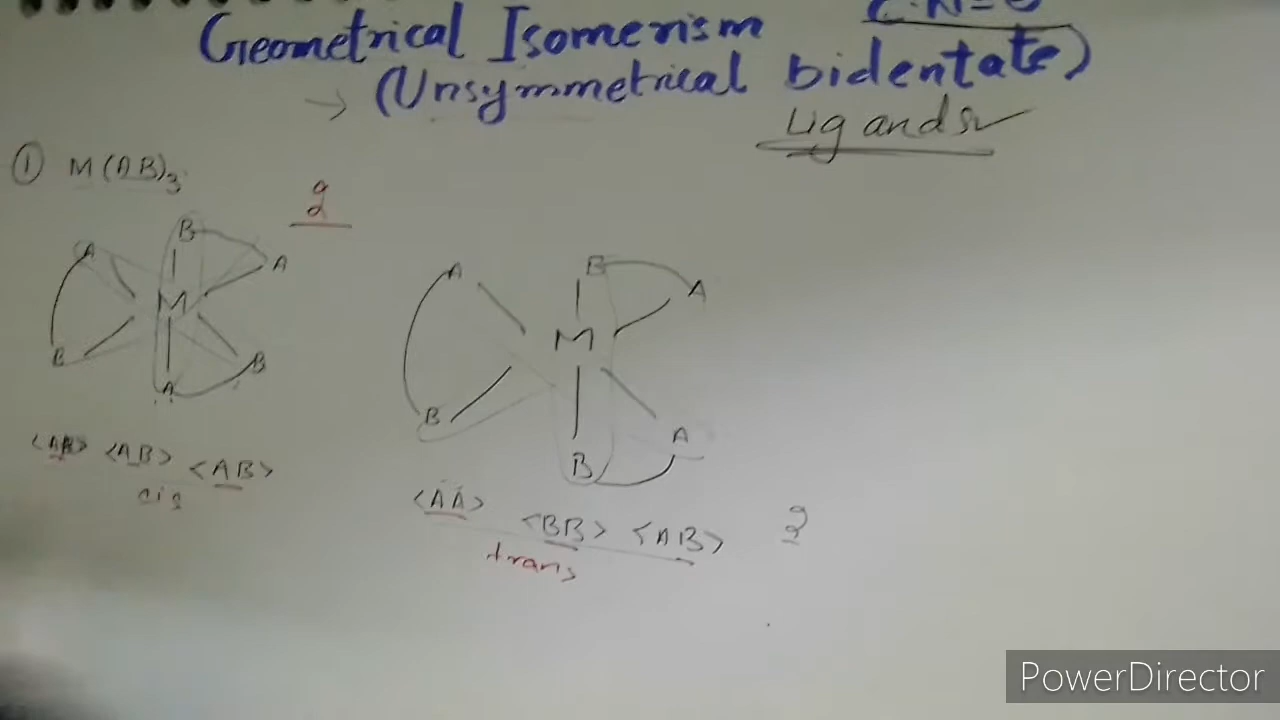 C.N=6
Geometrical Isomerism
→ (Unsymmetrical bidentate)
Ligands
① M(AB)₃
2
B
A
A
M
B
B
A
<AB> <AB> <AB>
cis
B
A
A
M
B
A
B
<AA> <BB> <AB>
trans
2
PowerDirector